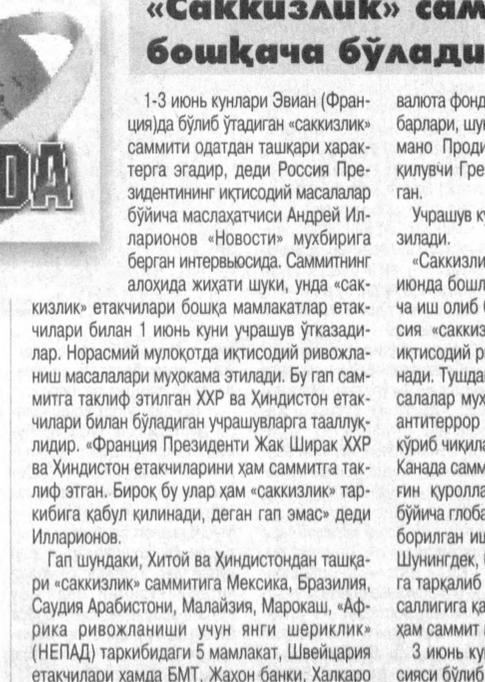 «Саккизлик»
бошқача бўлади
DA
1-3 июнь кунлари Эвиан (Фран-
ция)да бўлиб ўтадиган «саккизлик»
саммити одатдан ташқари харак-
терга эгадир, деди Россия Пре-
зидентининг иқтисодий масалалар
бўйича маслаҳатчиси Андрей Ил-
ларионов «Новости» мухбирига
берган интервьюсида. Саммитнинг
алоҳида жиҳати шуки, унда «сак-
кизлик» етакчилари бошқа мамлакатлар етак-
чилари билан 1 июнь куни учрашув ўтказади-
лар. Норасмий мулоқотда иқтисодий ривожла-
ниш масалалари муҳокама этилади. Бу гап сам-
митга таклиф этилган ХХР ва Ҳиндистон етак-
чилари билан бўладиган учрашувларга тааллуқ-
лидир. «Франция Президенти Жак Ширак ХХР
ва Ҳиндистон етакчиларини ҳам саммитга так-
лиф этган. Бироқ бу улар ҳам «саккизлик» тар-
кибига қабул қилинади, деган гап эмас» деди
Илларионов.
Гап шундаки, Хитой ва Ҳиндистондан ташқа-
ри «саккизлик» саммитига Мексика, Бразилия,
Саудия Арабистони, Малайзия, Марокаш, «Аф-
рика ривожланиши учун янги шериклик»
(НЕПАД) таркибидаги 5 мамлакат, Швейцария
етакчилари ҳамда БМТ, Жаҳон банки, Халқаро
валюта фонд
барлари, шу
мано Проди
қилувчи Гре
ган.
Учрашув к
зилади.
«Саккизли
июнда бошл
ча иш олиб
сия «саккиз
иқтисодий р
нади. Тушда
салалар муҳ
антитеррор
кўриб чиқила
Канада самм
ғин қуролла
бўйича глоба
борилган иш
Шунингдек,
га тарқалиб
саллигига қа
ҳам саммит
3 июнь ку
сияси бўлиб